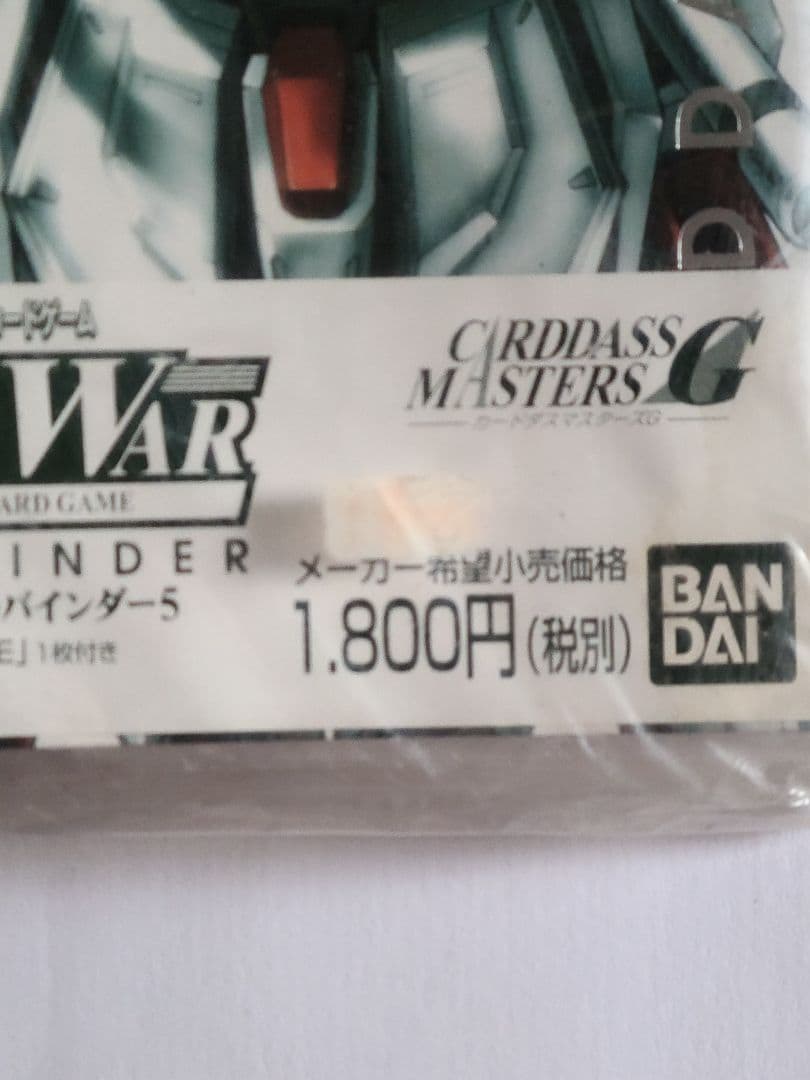 D
D
ードゲーム
CARDDASS
MASTERS G
カードダスマスターズG
WAR
ARD GAME
INDER
バインダー5
メーカー希望小売価格
1.800円(税別)
E」1枚付き
BAN
DAI